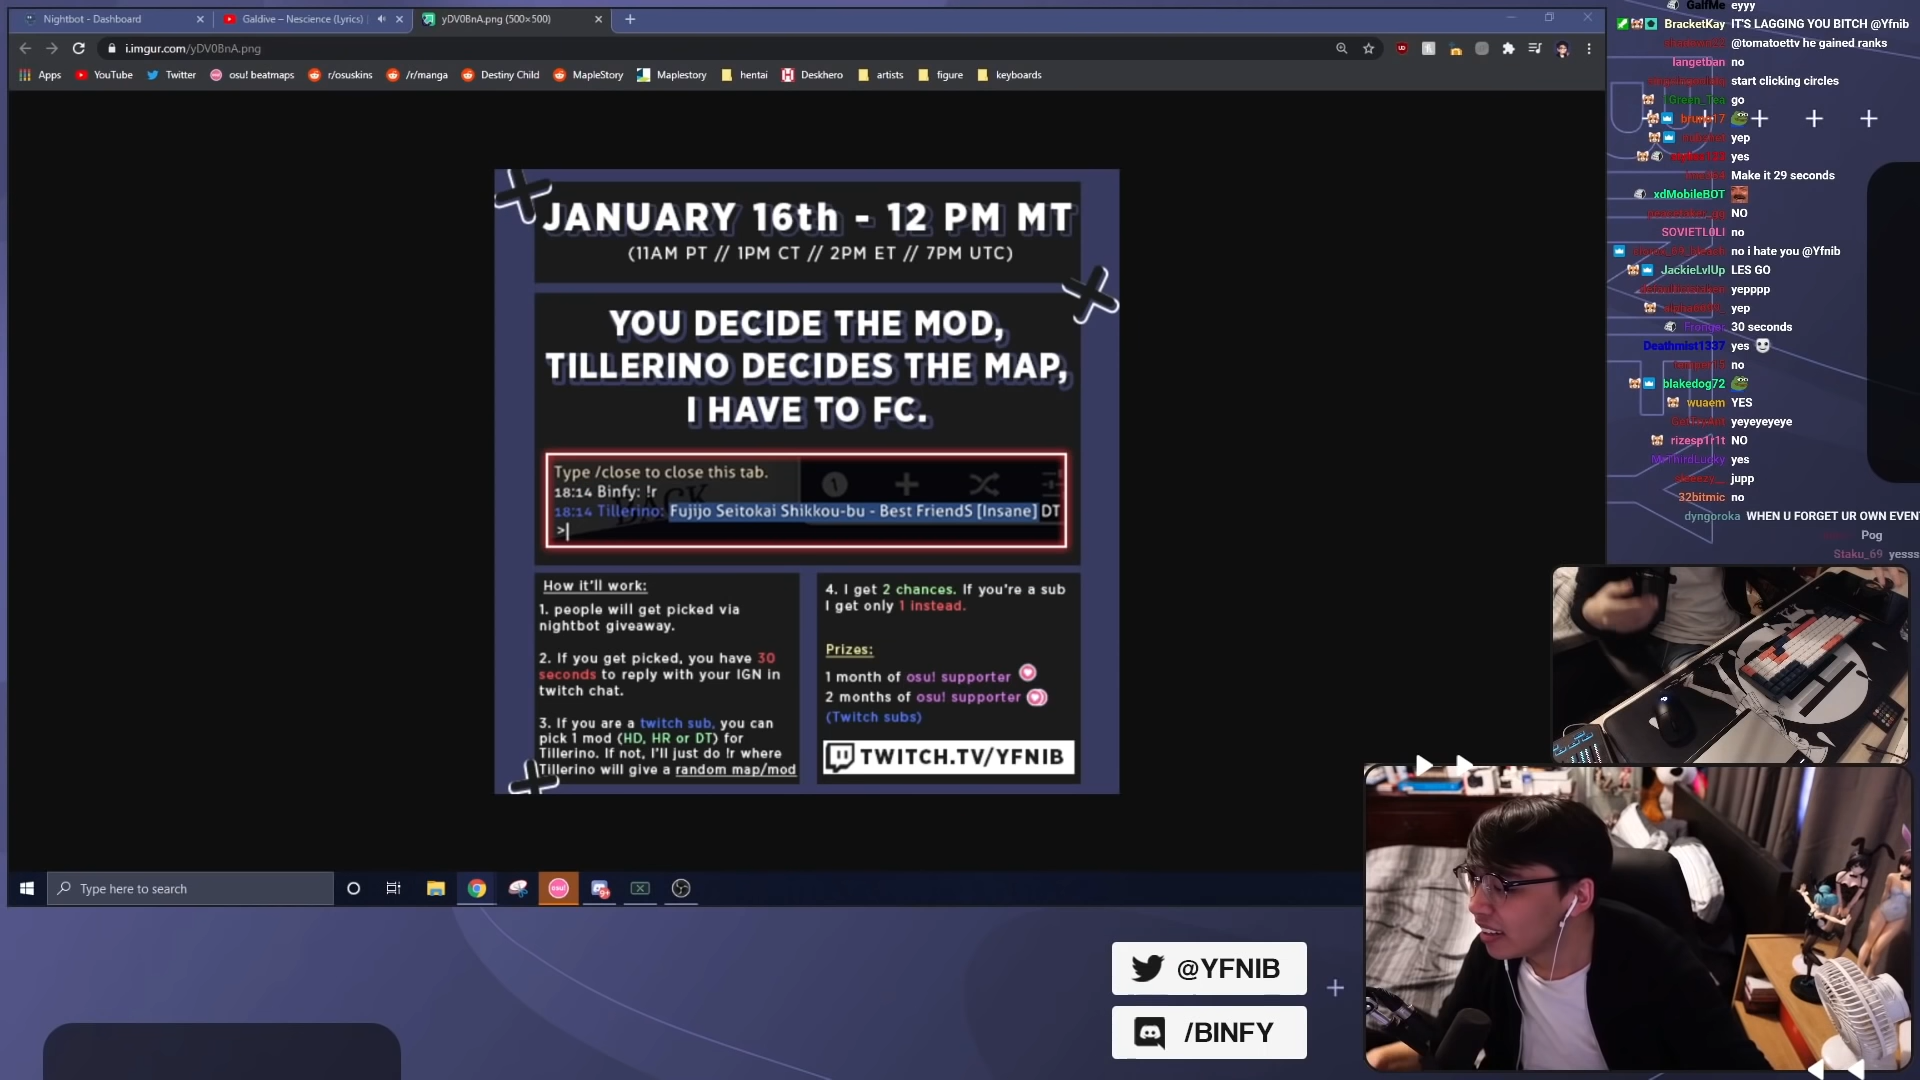 Nightbot - Dashboard
Galdive – Nescience (Lyrics)
yDV0BnA.png (500×500)
i.imgur.com/yDV0BnA.png
Apps
YouTube
Twitter
osu! beatmaps
r/osuskins
/r/manga
Destiny Child
MapleStory
Maplestory
hentai
Deskhero
artists
figure
keyboards
JANUARY 16th - 12 PM MT
(11AM PT // 1PM CT // 2PM ET // 7PM UTC)
YOU DECIDE THE MOD,
TILLERINO DECIDES THE MAP,
I HAVE TO FC.
Type /close to close this tab.
18:14 Binfy: !r
18:14 Tillerino: Fujijo Seitokai Shikkou-bu - Best FriendS [Insane] DT
>|
How it'll work:
1. people will get picked via
nightbot giveaway.
2. If you get picked, you have 30
seconds to reply with your IGN in
twitch chat.
3. If you are a twitch sub, you can
pick 1 mod (HD, HR or DT) for
Tillerino. If not, I'll just do !r where
Tillerino will give a random map/mod
4. I get 2 chances. If you're a sub
I get only 1 instead.
Prizes:
1 month of osu! supporter
2 months of osu! supporter
(Twitch subs)
TWITCH.TV/YFNIB
Type here to search
osu!
@YFNIB
/BINFY
GalfMe eyyy
BracketKay IT'S LAGGING YOU BITCH @Yfnib
@tomatoettv he gained ranks
langetban no
start clicking circles
Green_Tea go
bruno17
yep
yes
Make it 29 seconds
xdMobileBOT
NO
SOVIETL0LI no
no i hate you @Yfnib
JackieLvlUp LES GO
yepppp
yep
Fronger 30 seconds
Deathmist1337 yes
no
blakedog72
wuaem YES
yeyeyeyeye
rizesp1r1t NO
MrThirdLucky yes
jupp
32bitmic no
dyngoroka WHEN U FORGET UR OWN EVEN
Pog
Staku_69 yesss